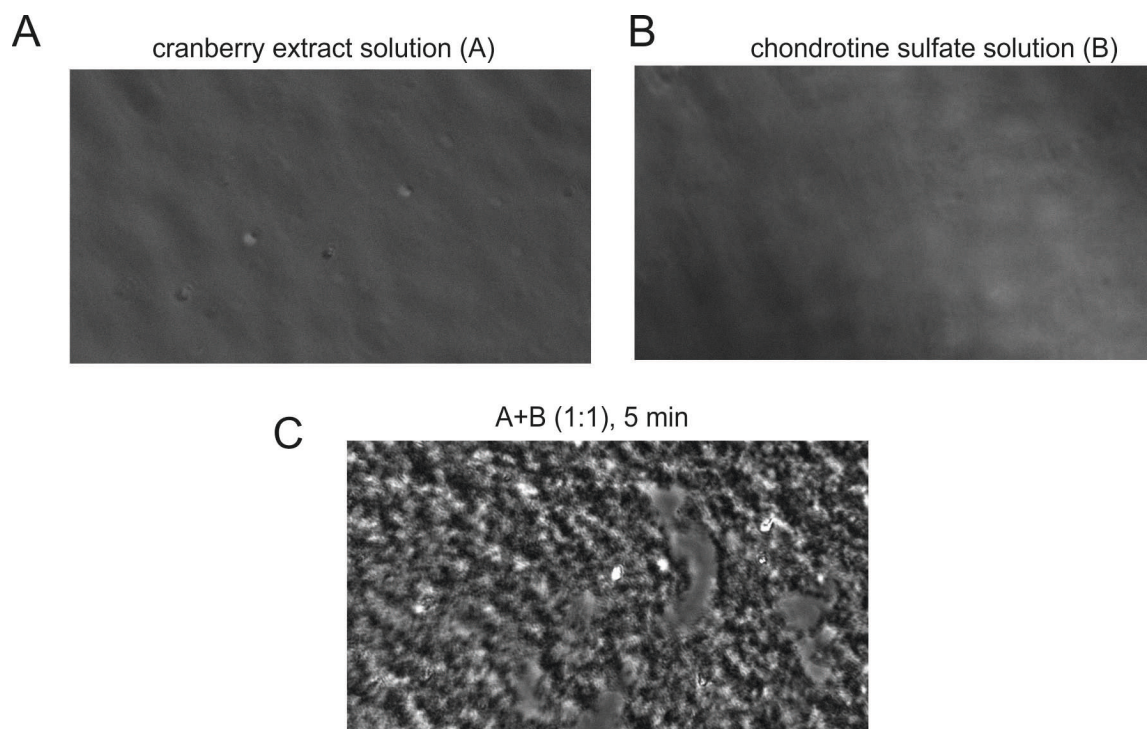 A
cranberry extract solution (A)
B
chondrotine sulfate solution (B)
C
A+B (1:1), 5 min